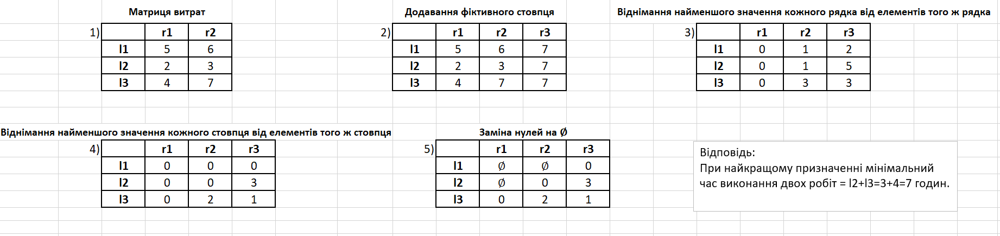 Матриця витрат
Додавання фіктивного стовпця
Віднімання найменшого значення кожного рядка від елементів того ж рядка
1)
r1 r2
l1 5 6
l2 2 3
l3 4 7
2)
r1 r2 r3
l1 5 6 7
l2 2 3 7
l3 4 7 7
3)
r1 r2 r3
l1 0 1 2
l2 0 1 5
l3 0 3 3
Віднімання найменшого значення кожного стовпця від елементів того ж стовпця
Заміна нулей на Ø
4)
r1 r2 r3
l1 0 0 0
l2 0 0 3
l3 0 2 1
5)
r1 r2 r3
l1 Ø Ø 0
l2 Ø 0 3
l3 0 2 1
Відповідь:
При найкращому призначенні мінімальний
час виконання двох робіт = l2+l3=3+4=7 годин.